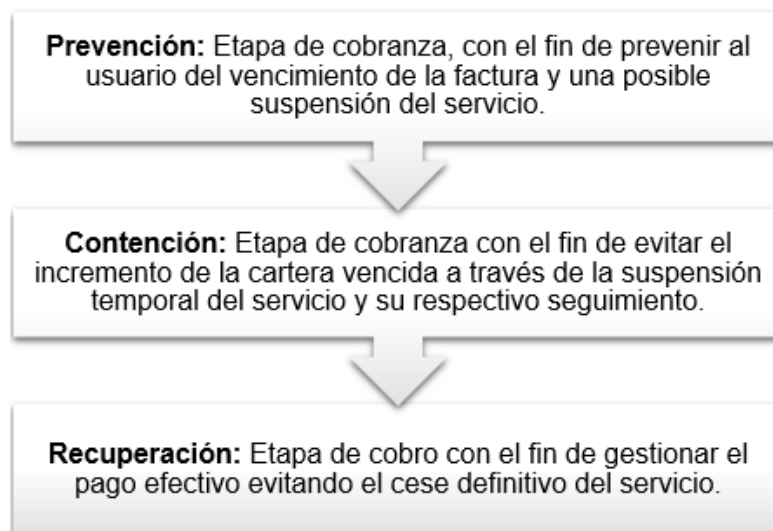 Prevención: Etapa de cobranza, con el fin de prevenir al
usuario del vencimiento de la factura y una posible
suspensión del servicio.
Contención: Etapa de cobranza con el fin de evitar el
incremento de la cartera vencida a través de la suspensión
temporal del servicio y su respectivo seguimiento.
Recuperación: Etapa de cobro con el fin de gestionar el
pago efectivo evitando el cese definitivo del servicio.